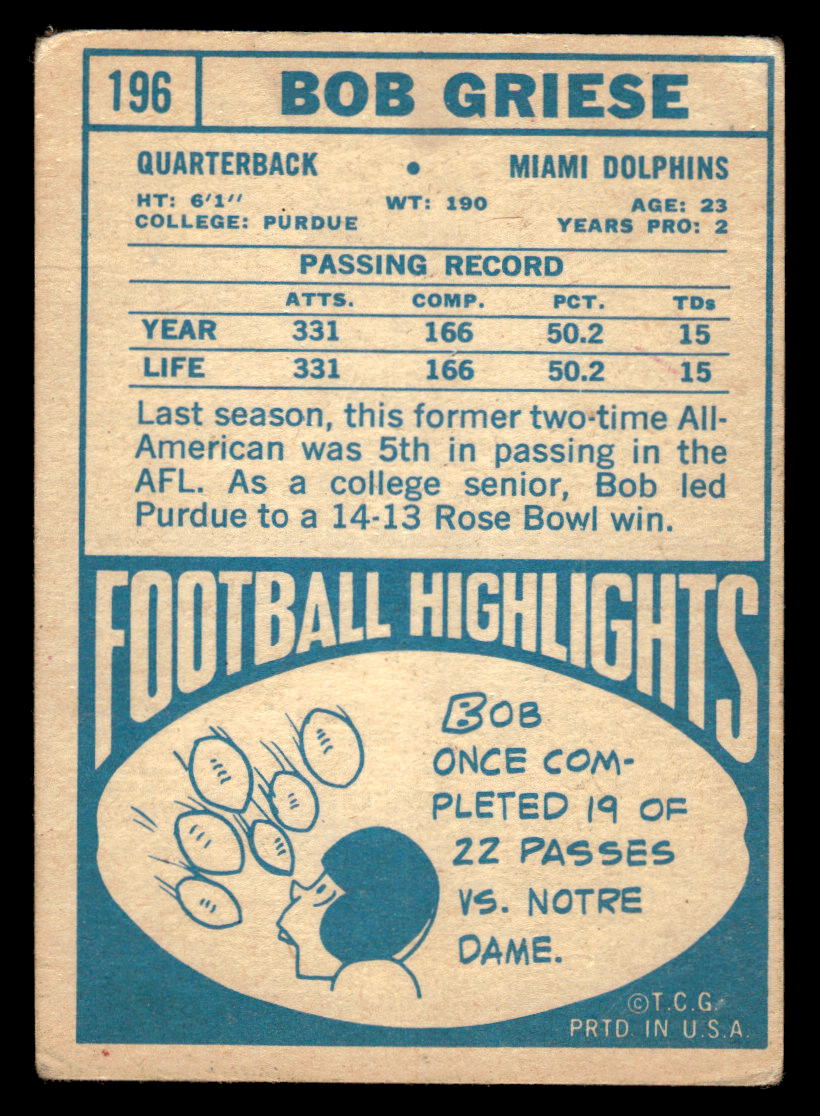 196 BOB GRIESE
QUARTERBACK • MIAMI DOLPHINS
HT: 6'1" WT: 190 AGE: 23
COLLEGE: PURDUE YEARS PRO: 2
PASSING RECORD
ATTS. COMP. PCT. TDs
YEAR 331 166 50.2 15
LIFE 331 166 50.2 15
Last season, this former two-time All-
American was 5th in passing in the
AFL. As a college senior, Bob led
Purdue to a 14-13 Rose Bowl win.
FOOTBALL HIGHLIGHTS
BOB
ONCE COM-
PLETED 19 OF
22 PASSES
VS. NOTRE
DAME.
©T.C.G.
PRTD. IN U.S.A.